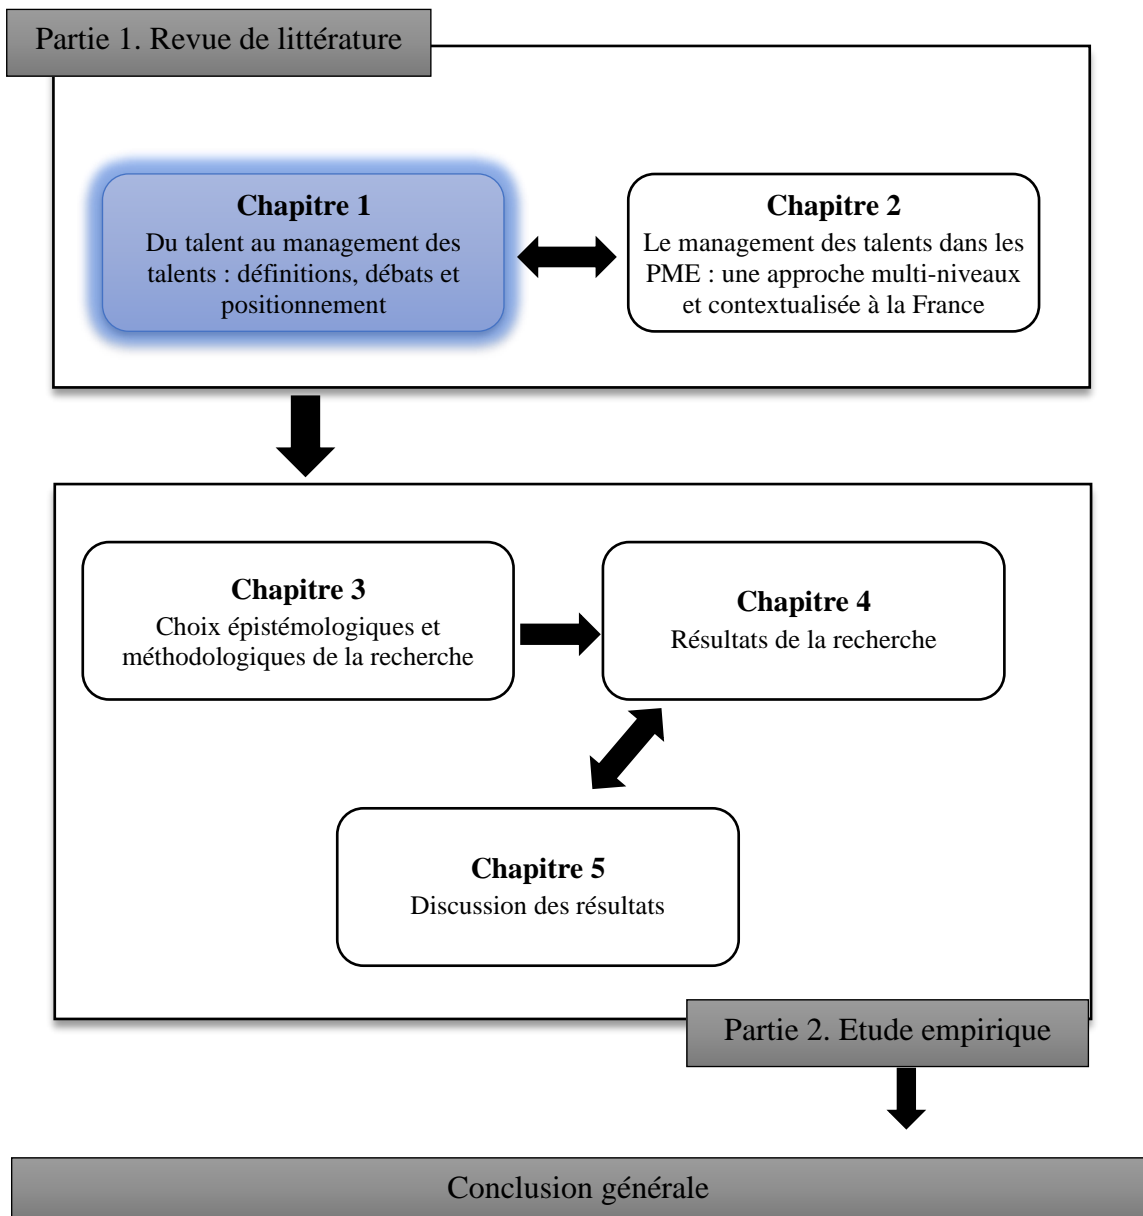 Partie 1. Revue de littérature
Chapitre 1
Du talent au management des
talents : définitions, débats et
positionnement
Chapitre 2
Le management des talents dans les
PME : une approche multi-niveaux
et contextualisée à la France
Chapitre 3
Choix épistémologiques et
méthodologiques de la recherche
Chapitre 4
Résultats de la recherche
Chapitre 5
Discussion des résultats
Partie 2. Etude empirique
Conclusion générale